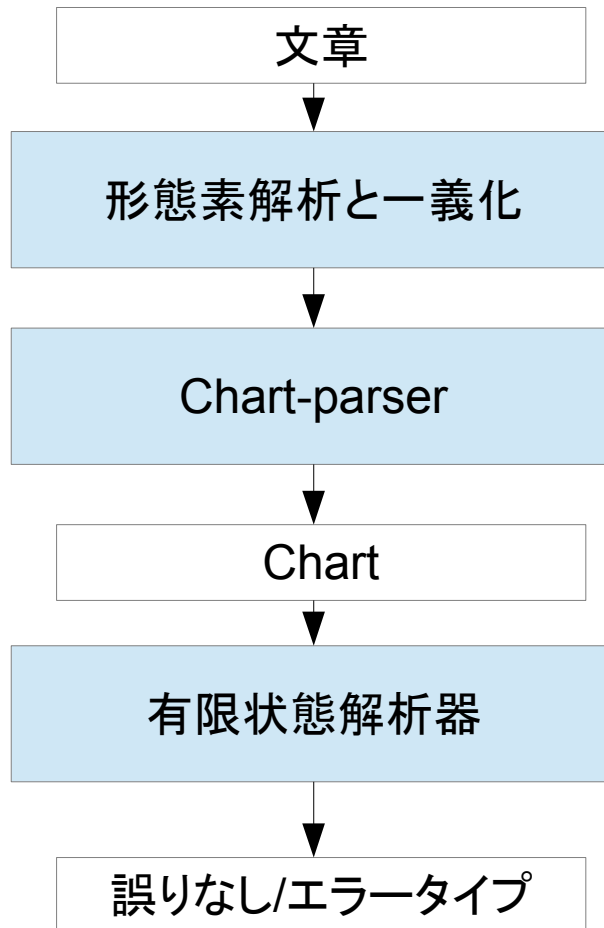 文章
形態素解析と一義化
Chart-parser
Chart
有限状態解析器
誤りなし/エラータイプ